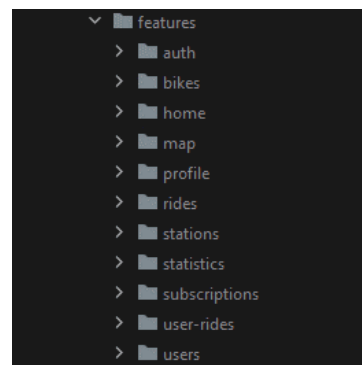 features
auth
bikes
home
map
profile
rides
stations
statistics
subscriptions
user-rides
users